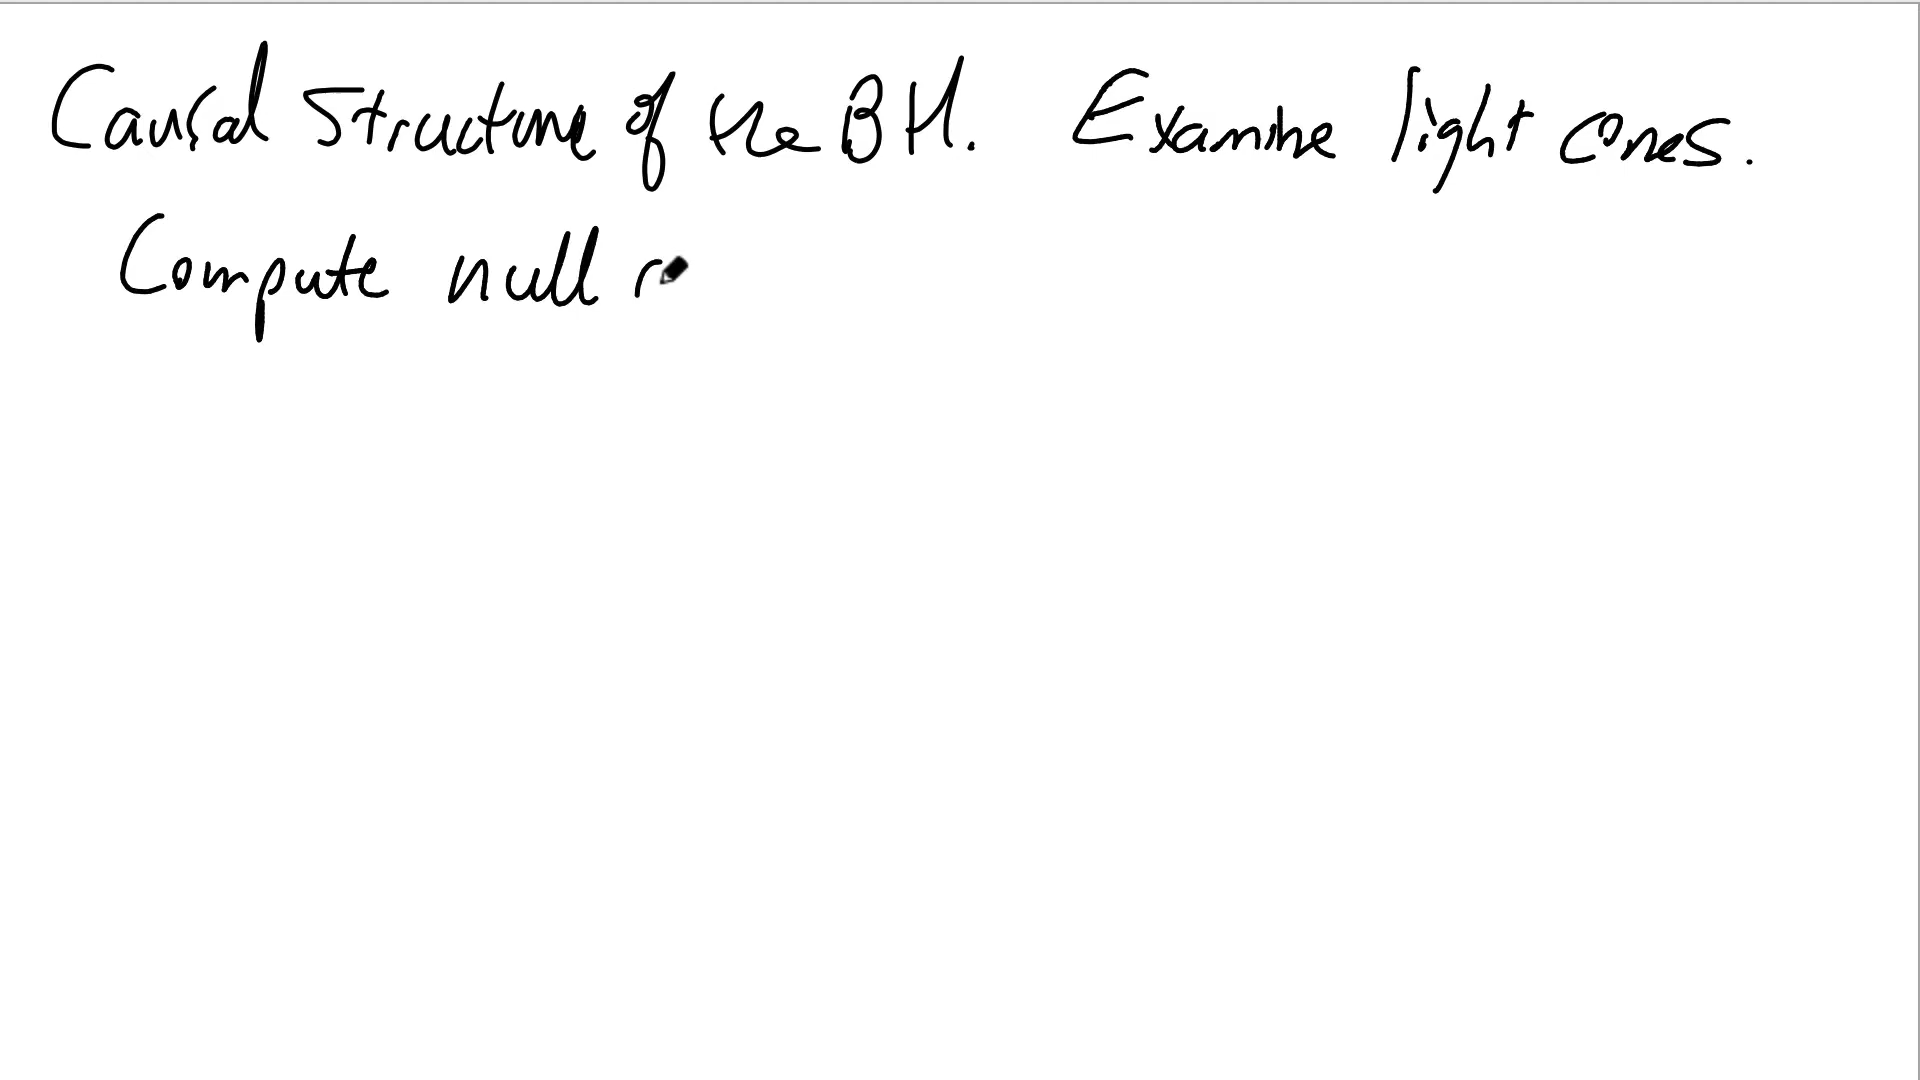 Causal Structure of the BH. Examine light cones.
Compute null r